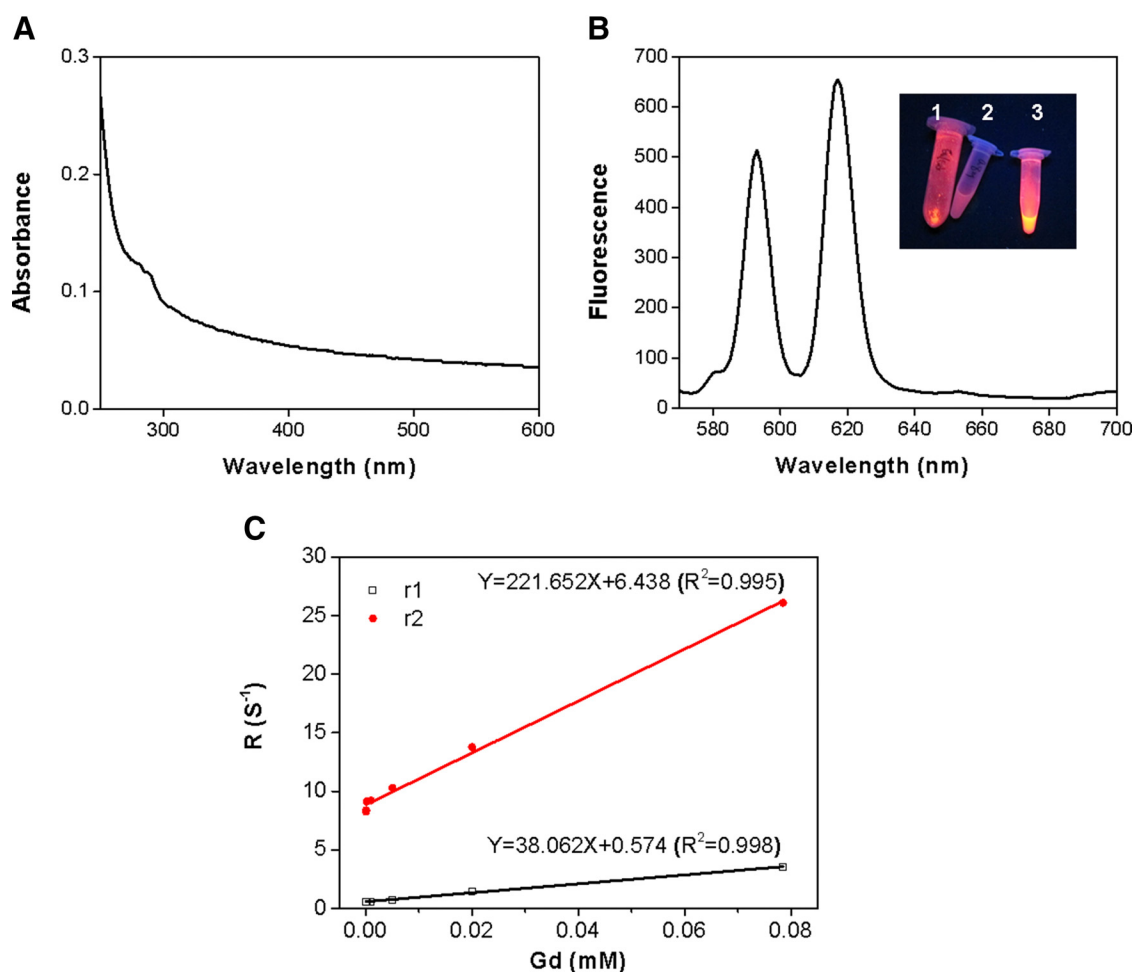 A
0.3
0.2
0.1
0.0
Absorbance
300 400 500 600
Wavelength (nm)
B
700
600
500
400
300
200
100
0
Fluorescence
1 2 3
580 600 620 640 660 680 700
Wavelength (nm)
C
30
25
20
15
10
5
0
R (S⁻¹)
r1
r2
Y=221.652X+6.438 (R²=0.995)
Y=38.062X+0.574 (R²=0.998)
0.00 0.02 0.04 0.06 0.08
Gd (mM)